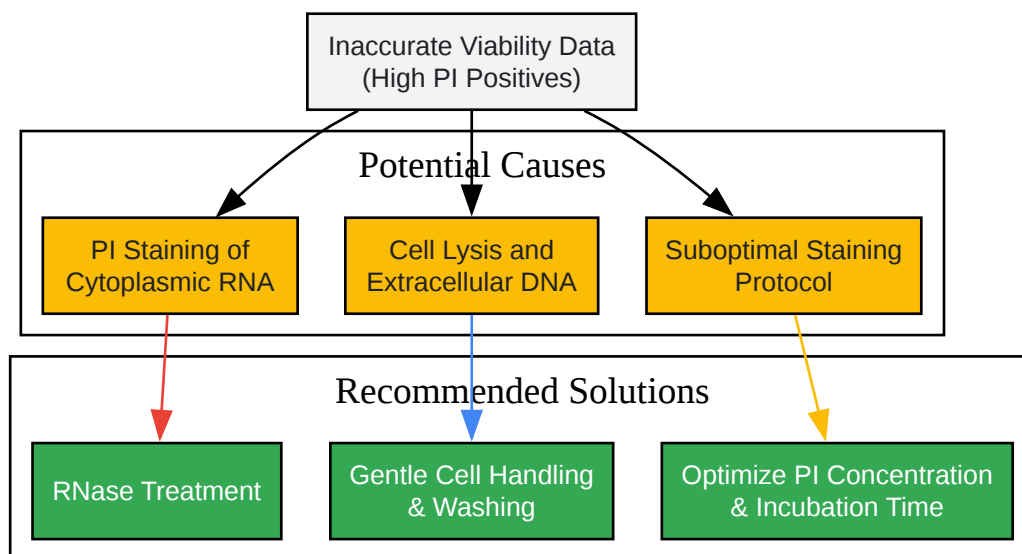 Inaccurate Viability Data
(High PI Positives)
Potential Causes
PI Staining of
Cytoplasmic RNA
Cell Lysis and
Extracellular DNA
Suboptimal Staining
Protocol
Recommended Solutions
RNase Treatment
Gentle Cell Handling
& Washing
Optimize PI Concentration
& Incubation Time